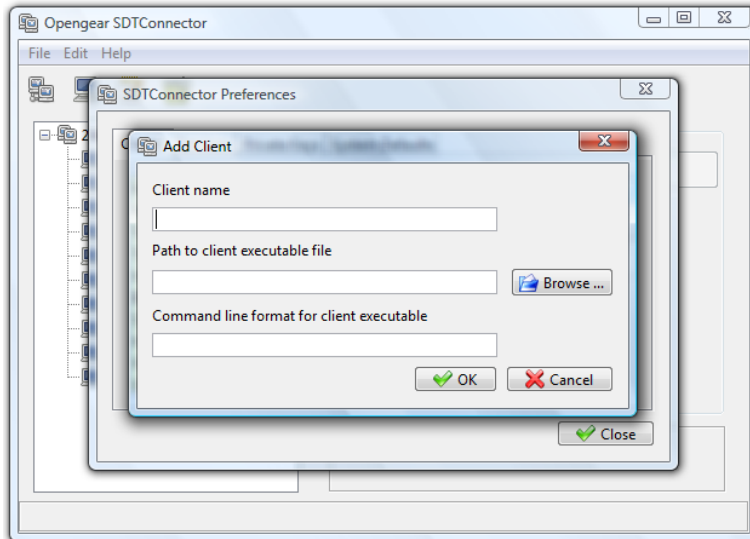 Opengear SDTConnector
File Edit Help
SDTConnector Preferences
Add Client
Client name
Path to client executable file
Browse ...
Command line format for client executable
OK
Cancel
Close